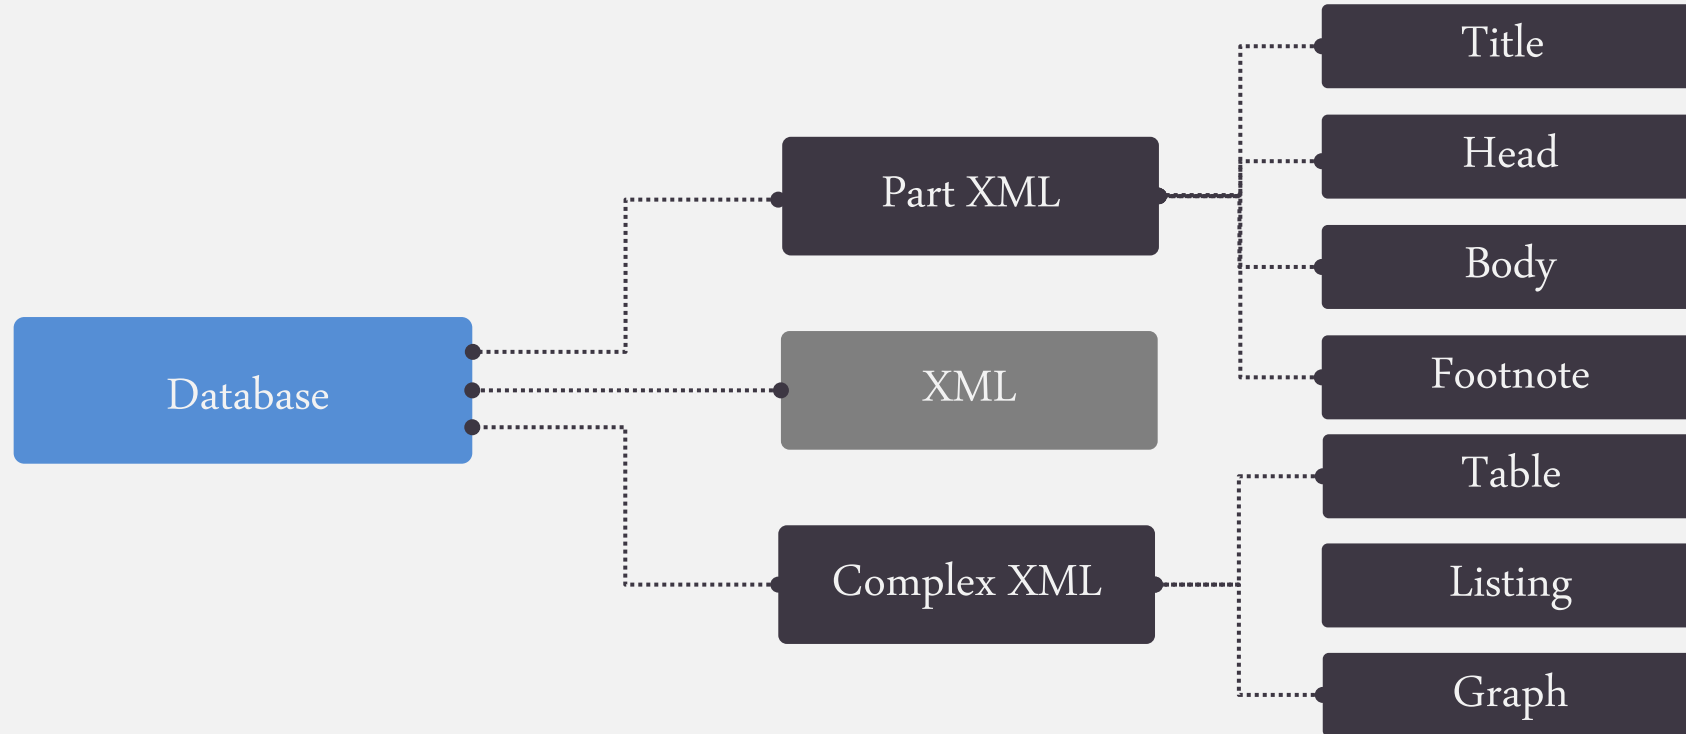 Title
Head
Part XML
Body
Database
XML
Footnote
Table
Complex XML
Listing
Graph